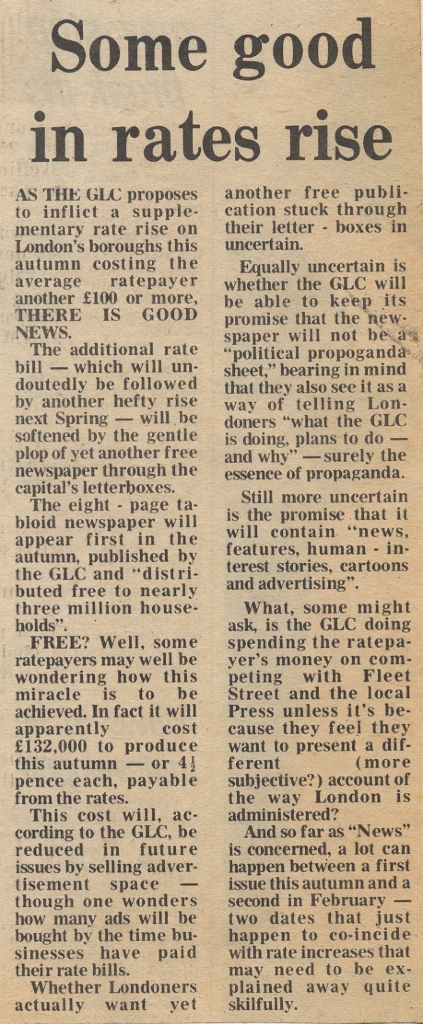 Some good
in rates rise
AS THE GLC proposes
to inflict a supple-
mentary rate rise on
London's boroughs this
autumn costing the
average ratepayer
another £100 or more,
THERE IS GOOD
NEWS.
The additional rate
bill — which will un-
doutedly be followed
by another hefty rise
next Spring — will be
softened by the gentle
plop of yet another free
newspaper through the
capital's letterboxes.
The eight - page ta-
bloid newspaper will
appear first in the
autumn, published by
the GLC and "distri-
buted free to nearly
three million house-
holds".
FREE? Well, some
ratepayers may well be
wondering how this
miracle is to be
achieved. In fact it will
apparently cost
£132,000 to produce
this autumn — or 4½
pence each, payable
from the rates.
This cost will, ac-
cording to the GLC, be
reduced in future
issues by selling adver-
tisement space —
though one wonders
how many ads will be
bought by the time bu-
sinesses have paid
their rate bills.
Whether Londoners
actually want yet
another free publi-
cation stuck through
their letter - boxes in
uncertain.
Equally uncertain is
whether the GLC will
be able to keep its
promise that the new-
spaper will not be a
"political propoganda
sheet," bearing in mind
that they also see it as a
way of telling Lon-
doners "what the GLC
is doing, plans to do —
and why" — surely the
essence of propaganda.
Still more uncertain
is the promise that it
will contain "news,
features, human - in-
terest stories, cartoons
and advertising".
What, some might
ask, is the GLC doing
spending the ratepa-
yer's money on com-
peting with Fleet
Street and the local
Press unless it's be-
cause they feel they
want to present a dif-
ferent (more
subjective?) account of
the way London is
administered?
And so far as "News"
is concerned, a lot can
happen between a first
issue this autumn and a
second in February —
two dates that just
happen to co-incide
with rate increases that
may need to be ex-
plained away quite
skilfully.